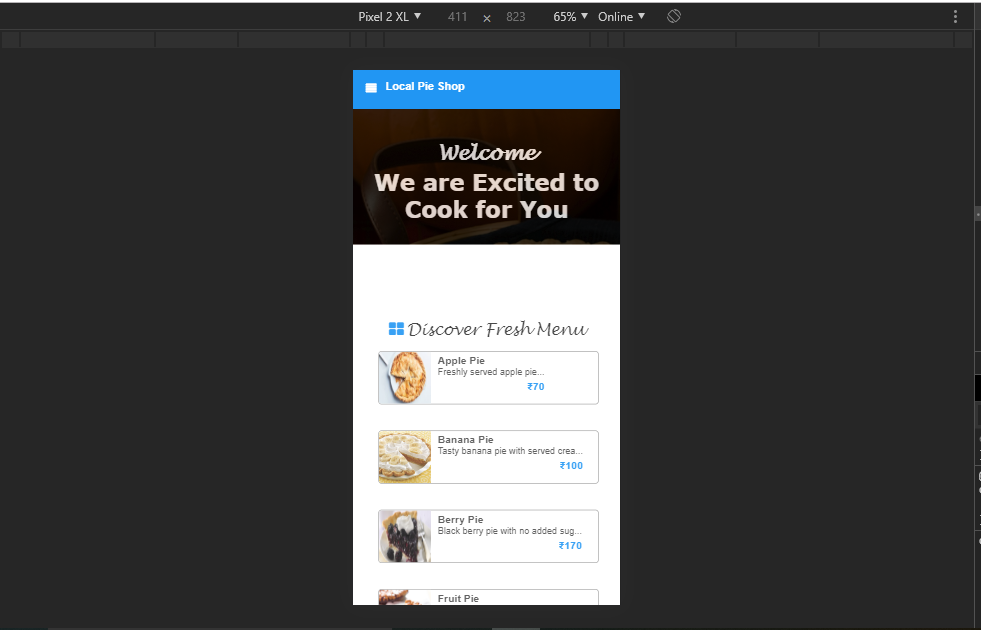 Pixel 2 XL ▼ 411 × 823 65% ▼ Online ▼
Local Pie Shop
Welcome
We are Excited to
Cook for You
Discover Fresh Menu
Apple Pie
Freshly served apple pie...
₹70
Banana Pie
Tasty banana pie with served crea...
₹100
Berry Pie
Black berry pie with no added sug...
₹170
Fruit Pie